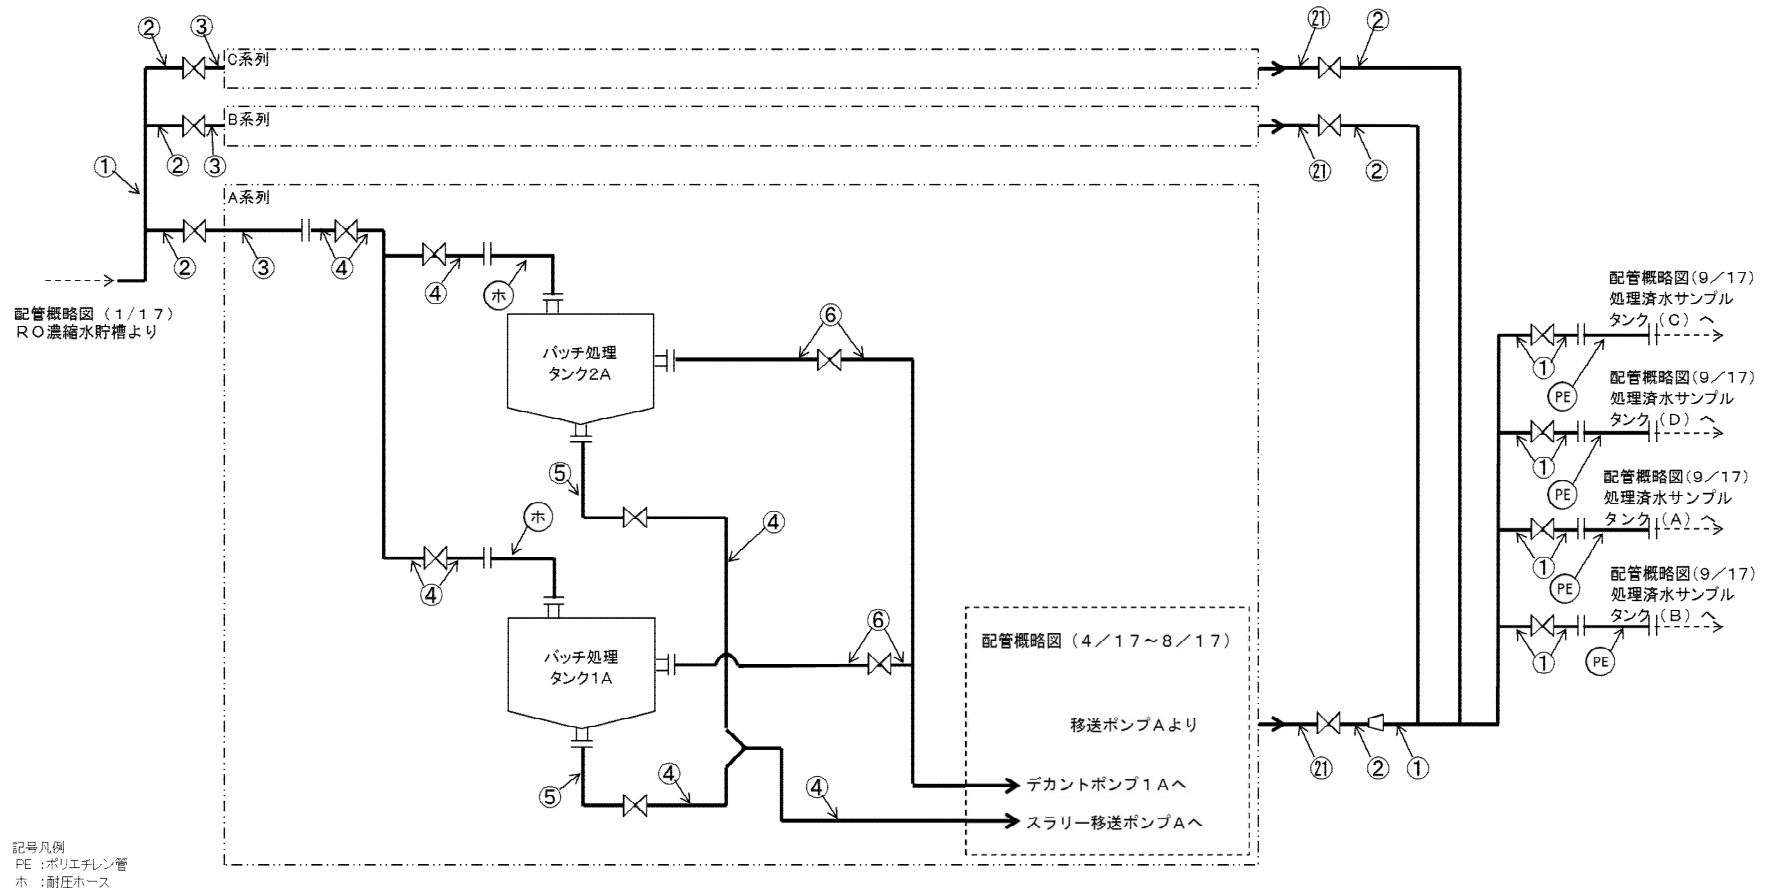 ② ③ ㉑ ②
C系列
B系列
② ③ ㉑ ②
①
A系列
② ③ ④
④ ホ
配管概略図（１/１７）
ＲＯ濃縮水貯槽より
バッチ処理
タンク２A
⑥
⑤
④
ホ
④
バッチ処理
タンク１A
⑥
⑤ ④ ④
配管概略図（４／１７～８／１７）
移送ポンプAより
デカントポンプ１Aへ
スラリー移送ポンプAへ
㉑ ② ①
配管概略図(９／１７)
処理済水サンプル
タンク（C）へ
① PE
配管概略図(９／１７)
処理済水サンプル
タンク（D）へ
① PE
配管概略図(９／１７)
処理済水サンプル
タンク（A）へ
① PE
配管概略図(９／１７)
処理済水サンプル
タンク（B）へ
① PE
記号凡例
PE ：ポリエチレン管
ホ ：耐圧ホース